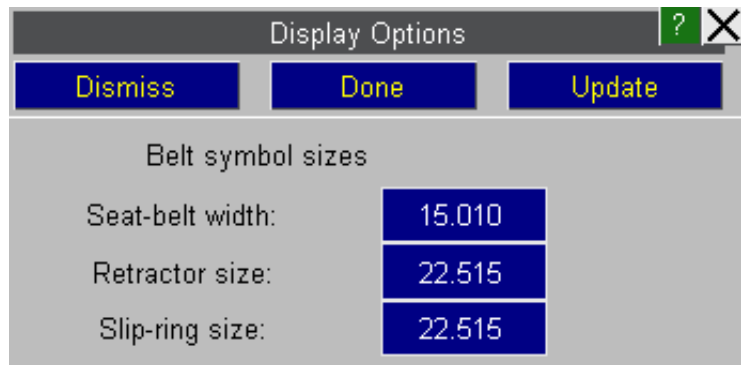 Display Options ? X
Dismiss Done Update
Belt symbol sizes
Seat-belt width: 15.010
Retractor size: 22.515
Slip-ring size: 22.515